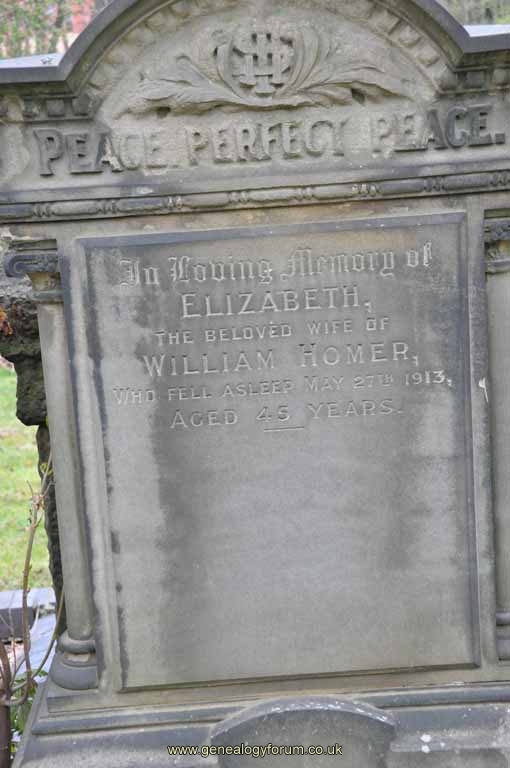 IHS
PEACE PERFECT PEACE.
In Loving Memory of
ELIZABETH,
THE BELOVED WIFE OF
WILLIAM HOMER,
WHO FELL ASLEEP MAY 27TH 1913,
AGED 45 YEARS.
www.genealogyforum.co.uk